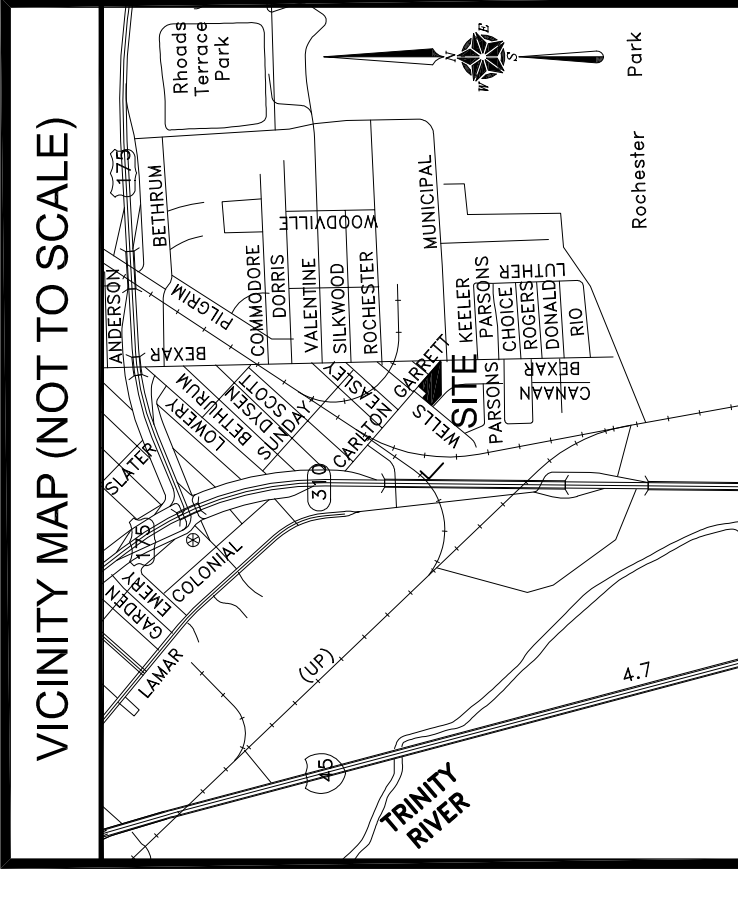 VICINITY MAP (NOT TO SCALE)
Rhoads
Terrace
Park
N
E
S
W
Park
Rochester
175
BETHRUM
WOODVILLE
MUNICIPAL
ANDERSON
PILGRIM
COMMODORE
DORRIS
VALENTINE
SILKWOOD
ROCHESTER
KEELER
PARSONS
LUTHER
CHOICE
ROGERS
DONALD
RIO
BEXAR
BEXAR
CANAAN
GARRETT
SITE
EASLEY
WELLS
PARSONS
CARLTON
SUNDAY
SCOTT
DYSEN
BETHURUM
LOWERY
SLATER
310
175
EMERY
GARDEN
COLONIAL
LAMAR
(UP)
4.7
45
TRINITY
RIVER